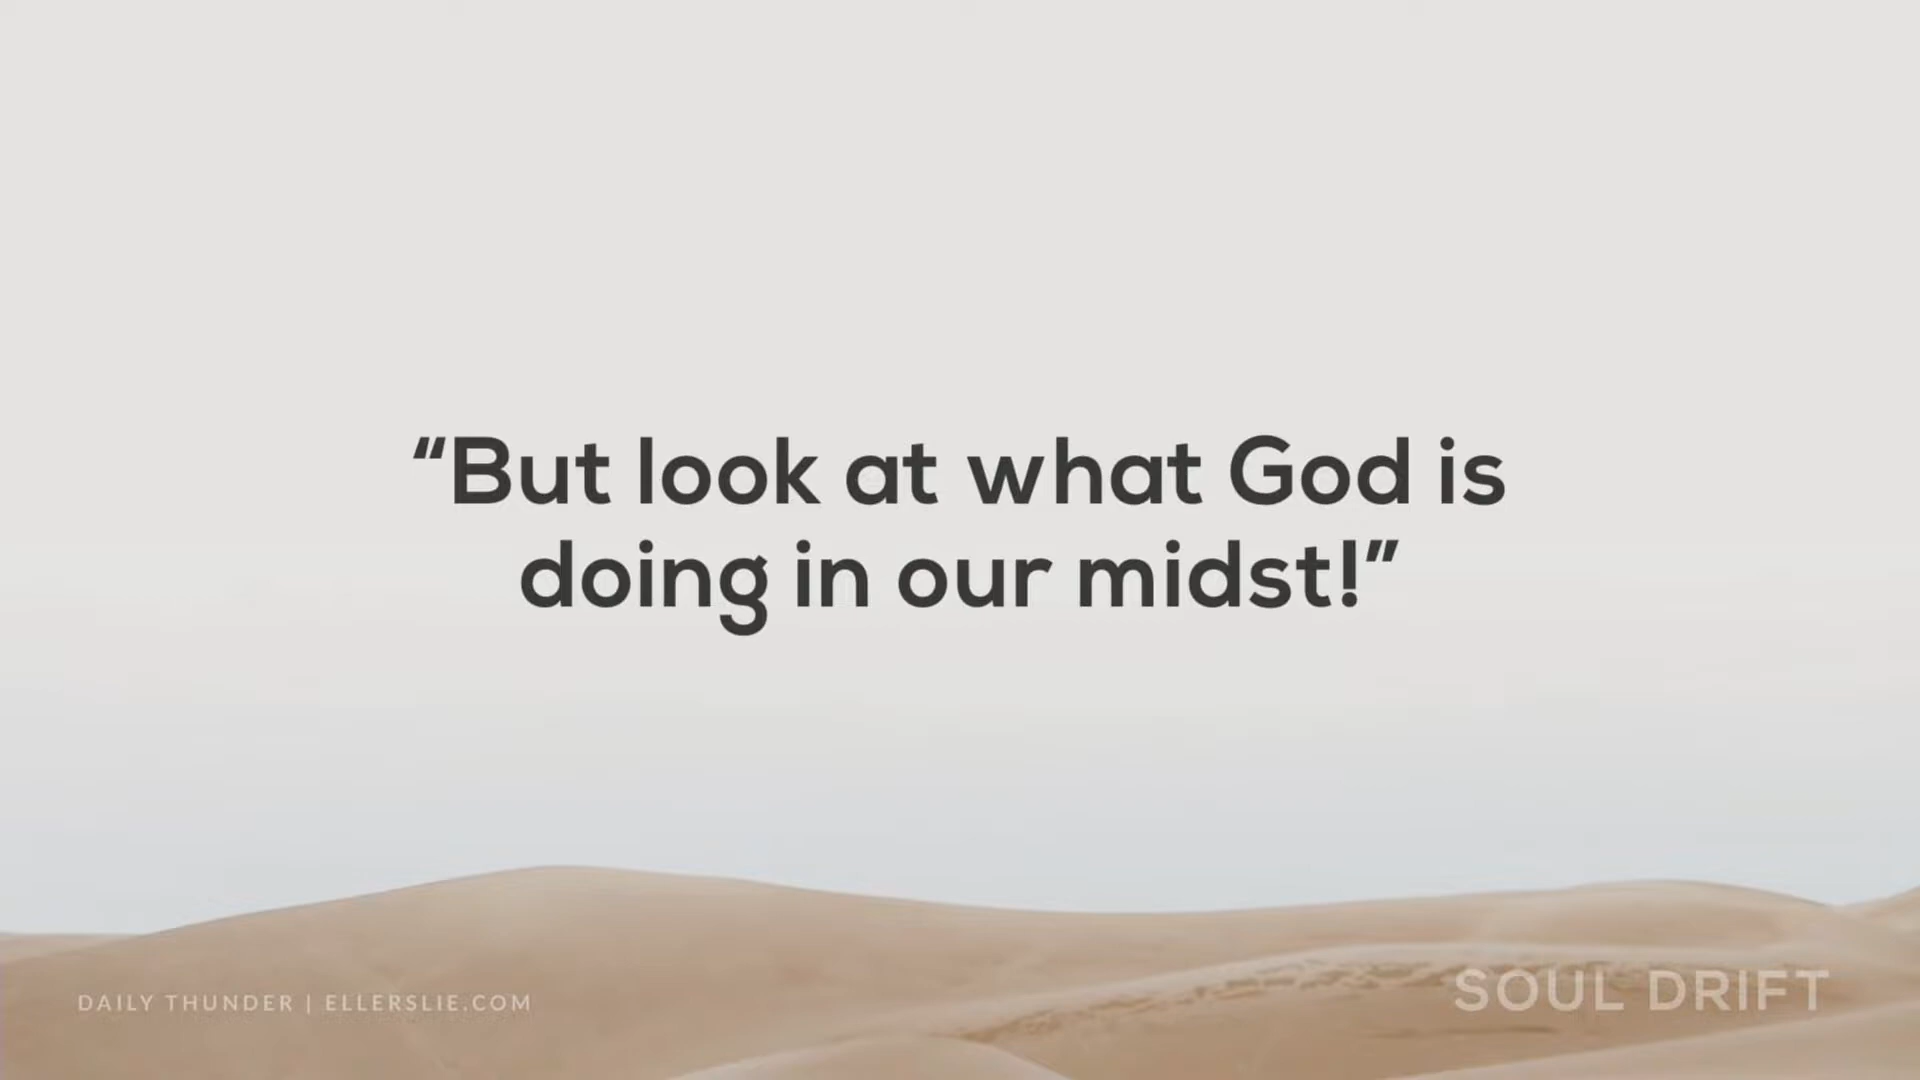 “But look at what God is
doing in our midst!”
DAILY THUNDER | ELLERSLIE.COM
SOUL DRIFT